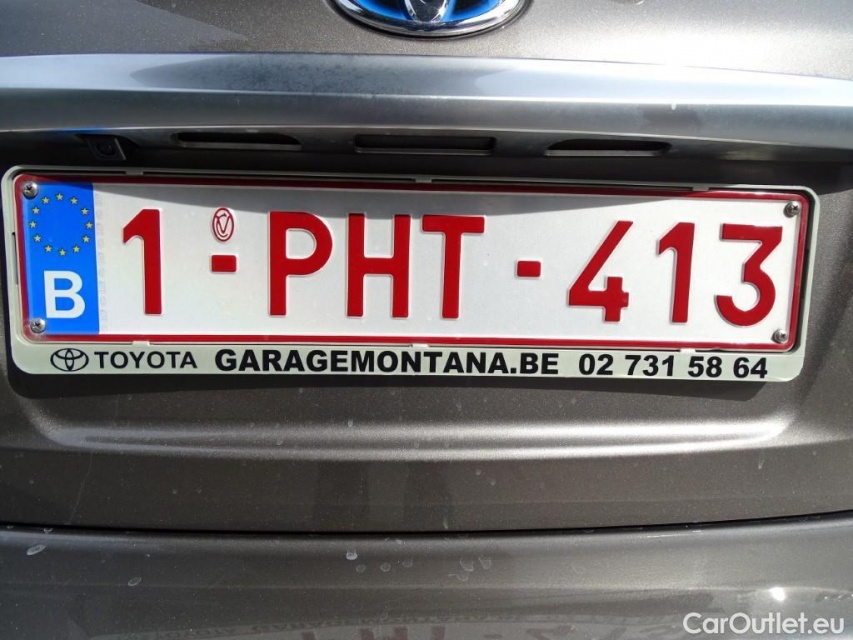 B 1-PHT-413
TOYOTA GARAGEMONTANA.BE 02 731 58 64
CarOutlet.eu